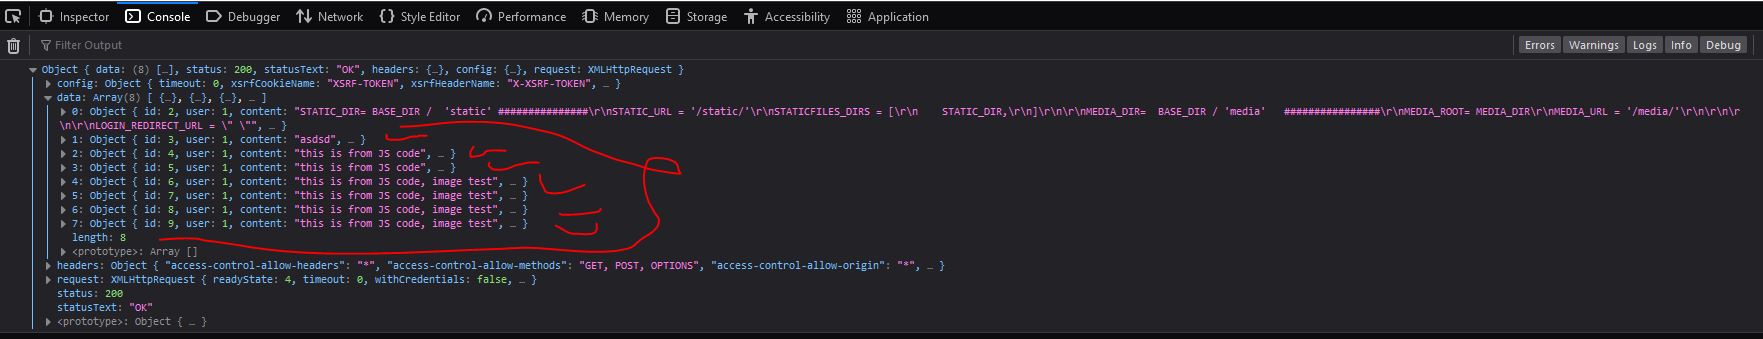 Inspector Console Debugger Network Style Editor Performance Memory Storage Accessibility Application
Filter Output Errors Warnings Logs Info Debug
Object { data: (8) […], status: 200, statusText: "OK", headers: {…}, config: {…}, request: XMLHttpRequest }
config: Object { timeout: 0, xsrfCookieName: "XSRF-TOKEN", xsrfHeaderName: "X-XSRF-TOKEN", … }
data: Array(8) [ {…}, {…}, {…}, … ]
0: Object { id: 2, user: 1, content: "STATIC_DIR= BASE_DIR / 'static' ###############\r\nSTATIC_URL = '/static/'\r\nSTATICFILES_DIRS = [\r\n    STATIC_DIR,\r\n]\r\n\r\nMEDIA_DIR=  BASE_DIR / 'media'   ################\r\nMEDIA_ROOT= MEDIA_DIR\r\nMEDIA_URL = '/media/'\r\n\r\n\r
\n\r\nLOGIN_REDIRECT_URL = \" \"", … }
1: Object { id: 3, user: 1, content: "asdsd", … }
2: Object { id: 4, user: 1, content: "this is from JS code", … }
3: Object { id: 5, user: 1, content: "this is from JS code", … }
4: Object { id: 6, user: 1, content: "this is from JS code, image test", … }
5: Object { id: 7, user: 1, content: "this is from JS code, image test", … }
6: Object { id: 8, user: 1, content: "this is from JS code, image test", … }
7: Object { id: 9, user: 1, content: "this is from JS code, image test", … }
length: 8
<prototype>: Array []
headers: Object { "access-control-allow-headers": "*", "access-control-allow-methods": "GET, POST, OPTIONS", "access-control-allow-origin": "*", … }
request: XMLHttpRequest { readyState: 4, timeout: 0, withCredentials: false, … }
status: 200
statusText: "OK"
<prototype>: Object { … }